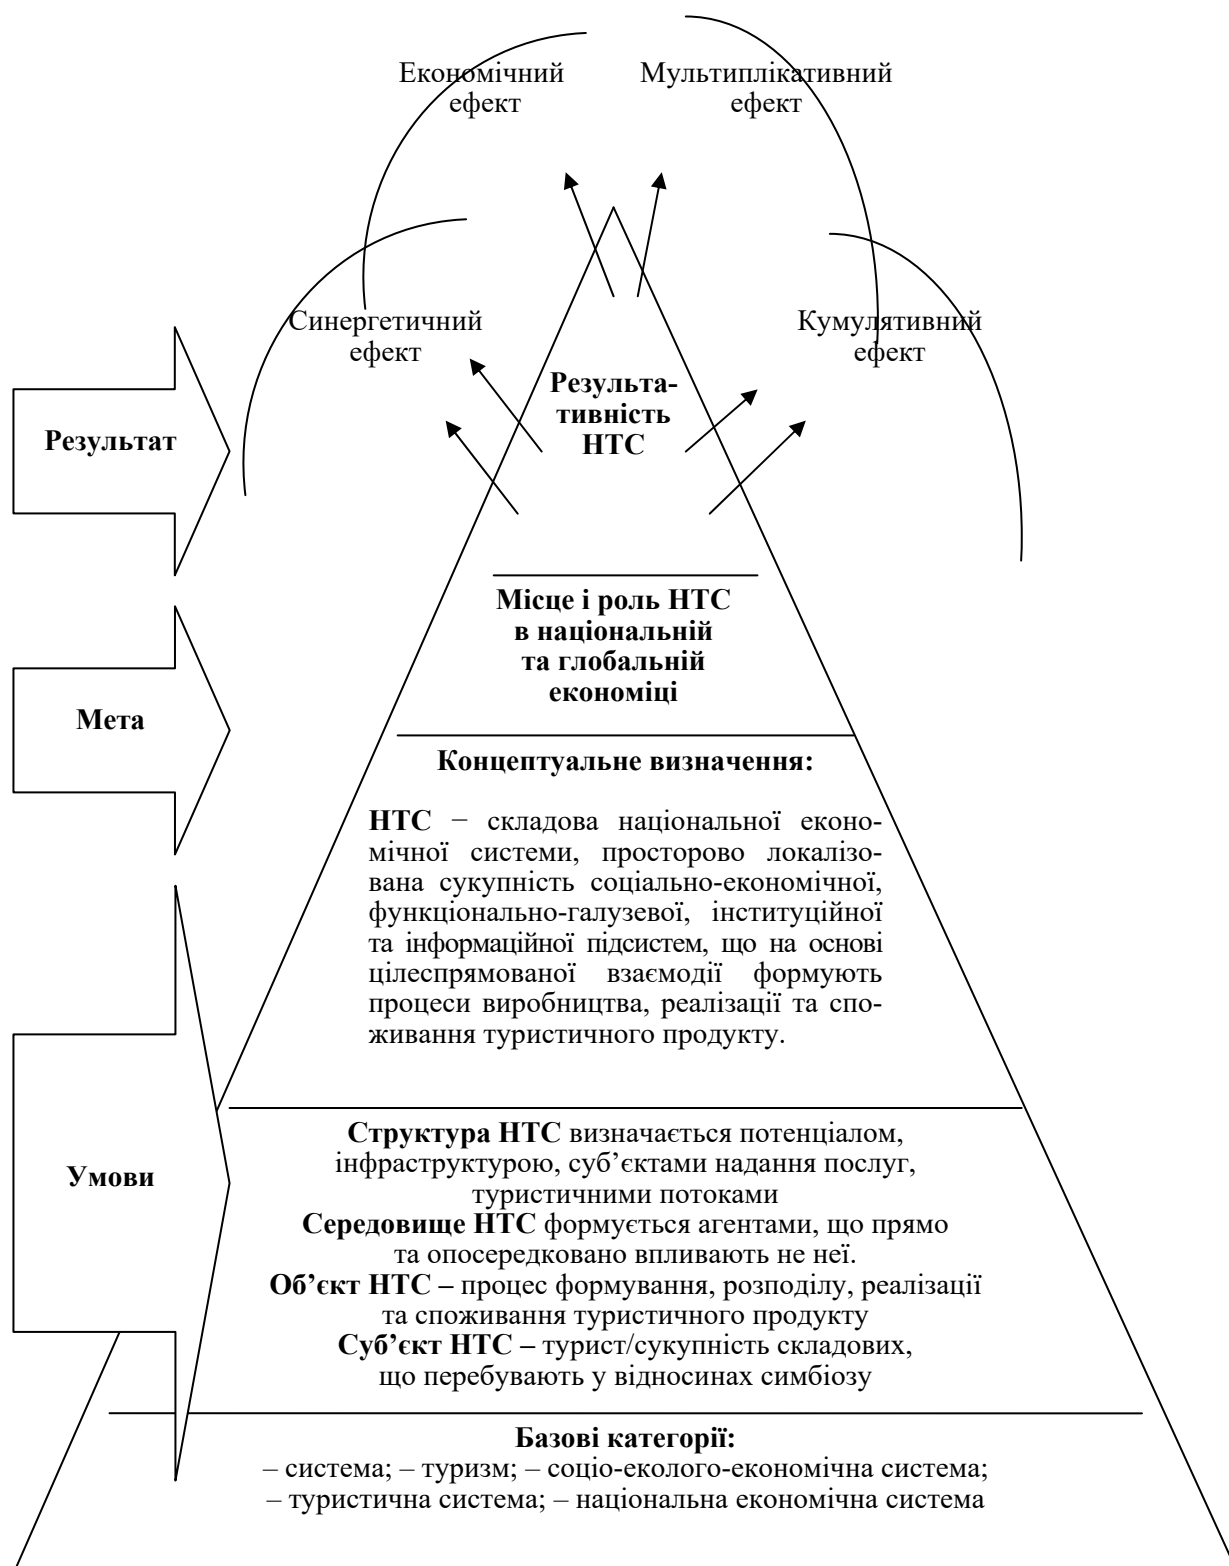 Економічний
ефект
Мультиплікативний
ефект
Синергетичний
ефект
Кумулятивний
ефект
Результат
Результа-
тивність
НТС
Місце і роль НТС
в національній
та глобальній
економіці
Мета
Концептуальне визначення:
НТС − складова національної еконо-
мічної системи, просторово локалізо-
вана сукупність соціально-економічної,
функціонально-галузевої, інституційної
та інформаційної підсистем, що на основі
цілеспрямованої взаємодії формують
процеси виробництва, реалізації та спо-
живання туристичного продукту.
Умови
Структура НТС визначається потенціалом,
інфраструктурою, суб’єктами надання послуг,
туристичними потоками
Середовище НТС формується агентами, що прямо
та опосередковано впливають не неї.
Об’єкт НТС – процес формування, розподілу, реалізації
та споживання туристичного продукту
Суб’єкт НТС – турист/сукупність складових,
що перебувають у відносинах симбіозу
Базові категорії:
– система; – туризм; – соціо-еколого-економічна система;
– туристична система; – національна економічна система